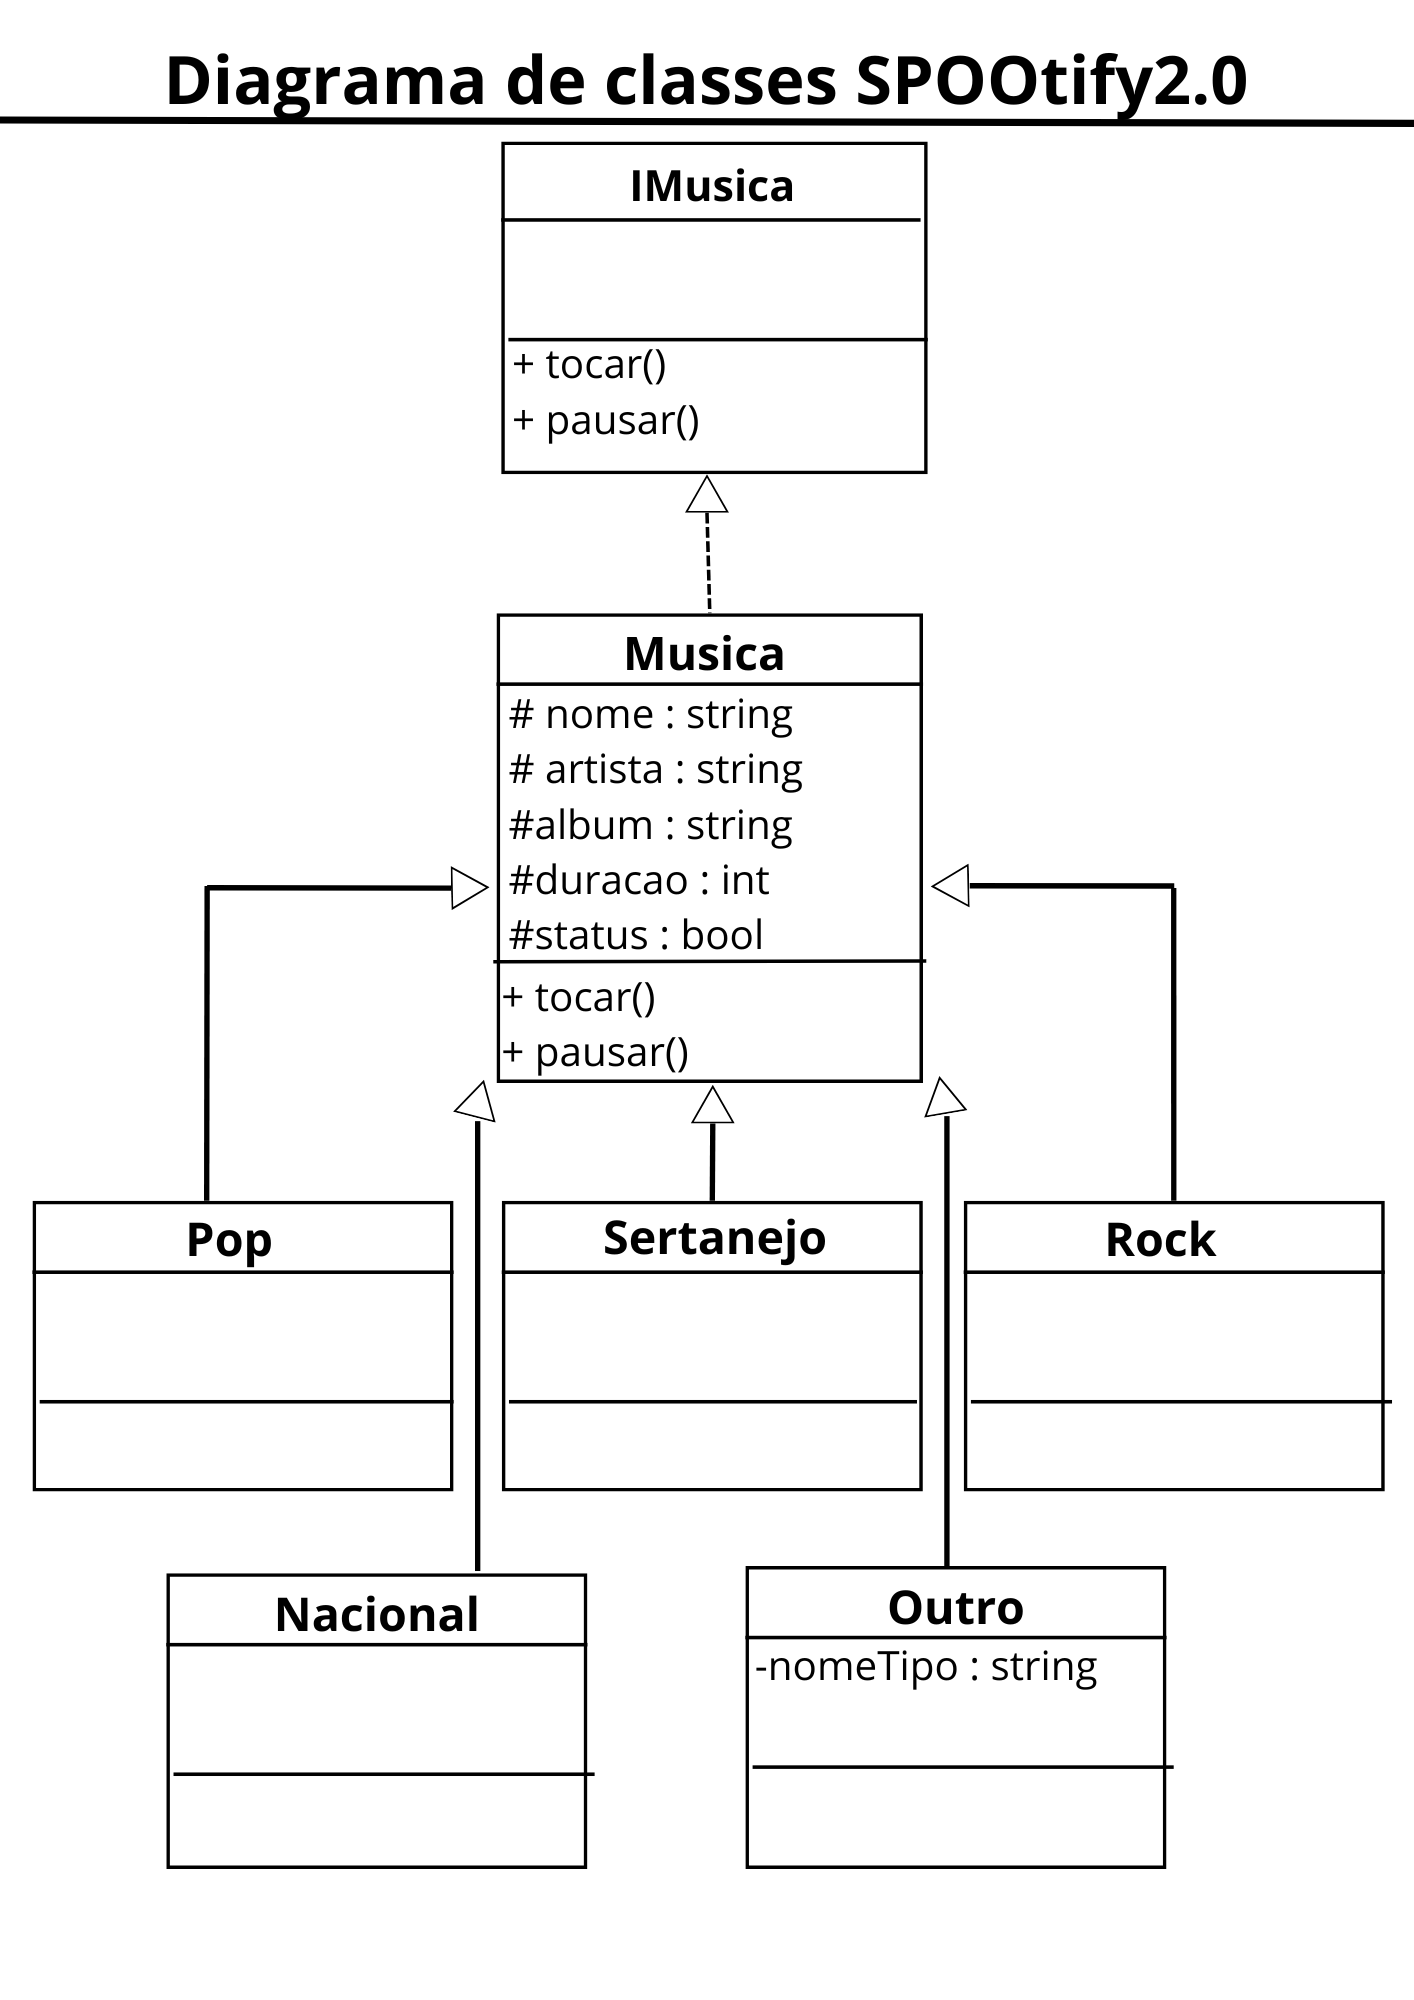 Diagrama de classes SPOOtify2.0
IMusica
+ tocar()
+ pausar()
Musica
# nome : string
# artista : string
#album : string
#duracao : int
#status : bool
+ tocar()
+ pausar()
Pop
Sertanejo
Rock
Nacional
Outro
-nomeTipo : string